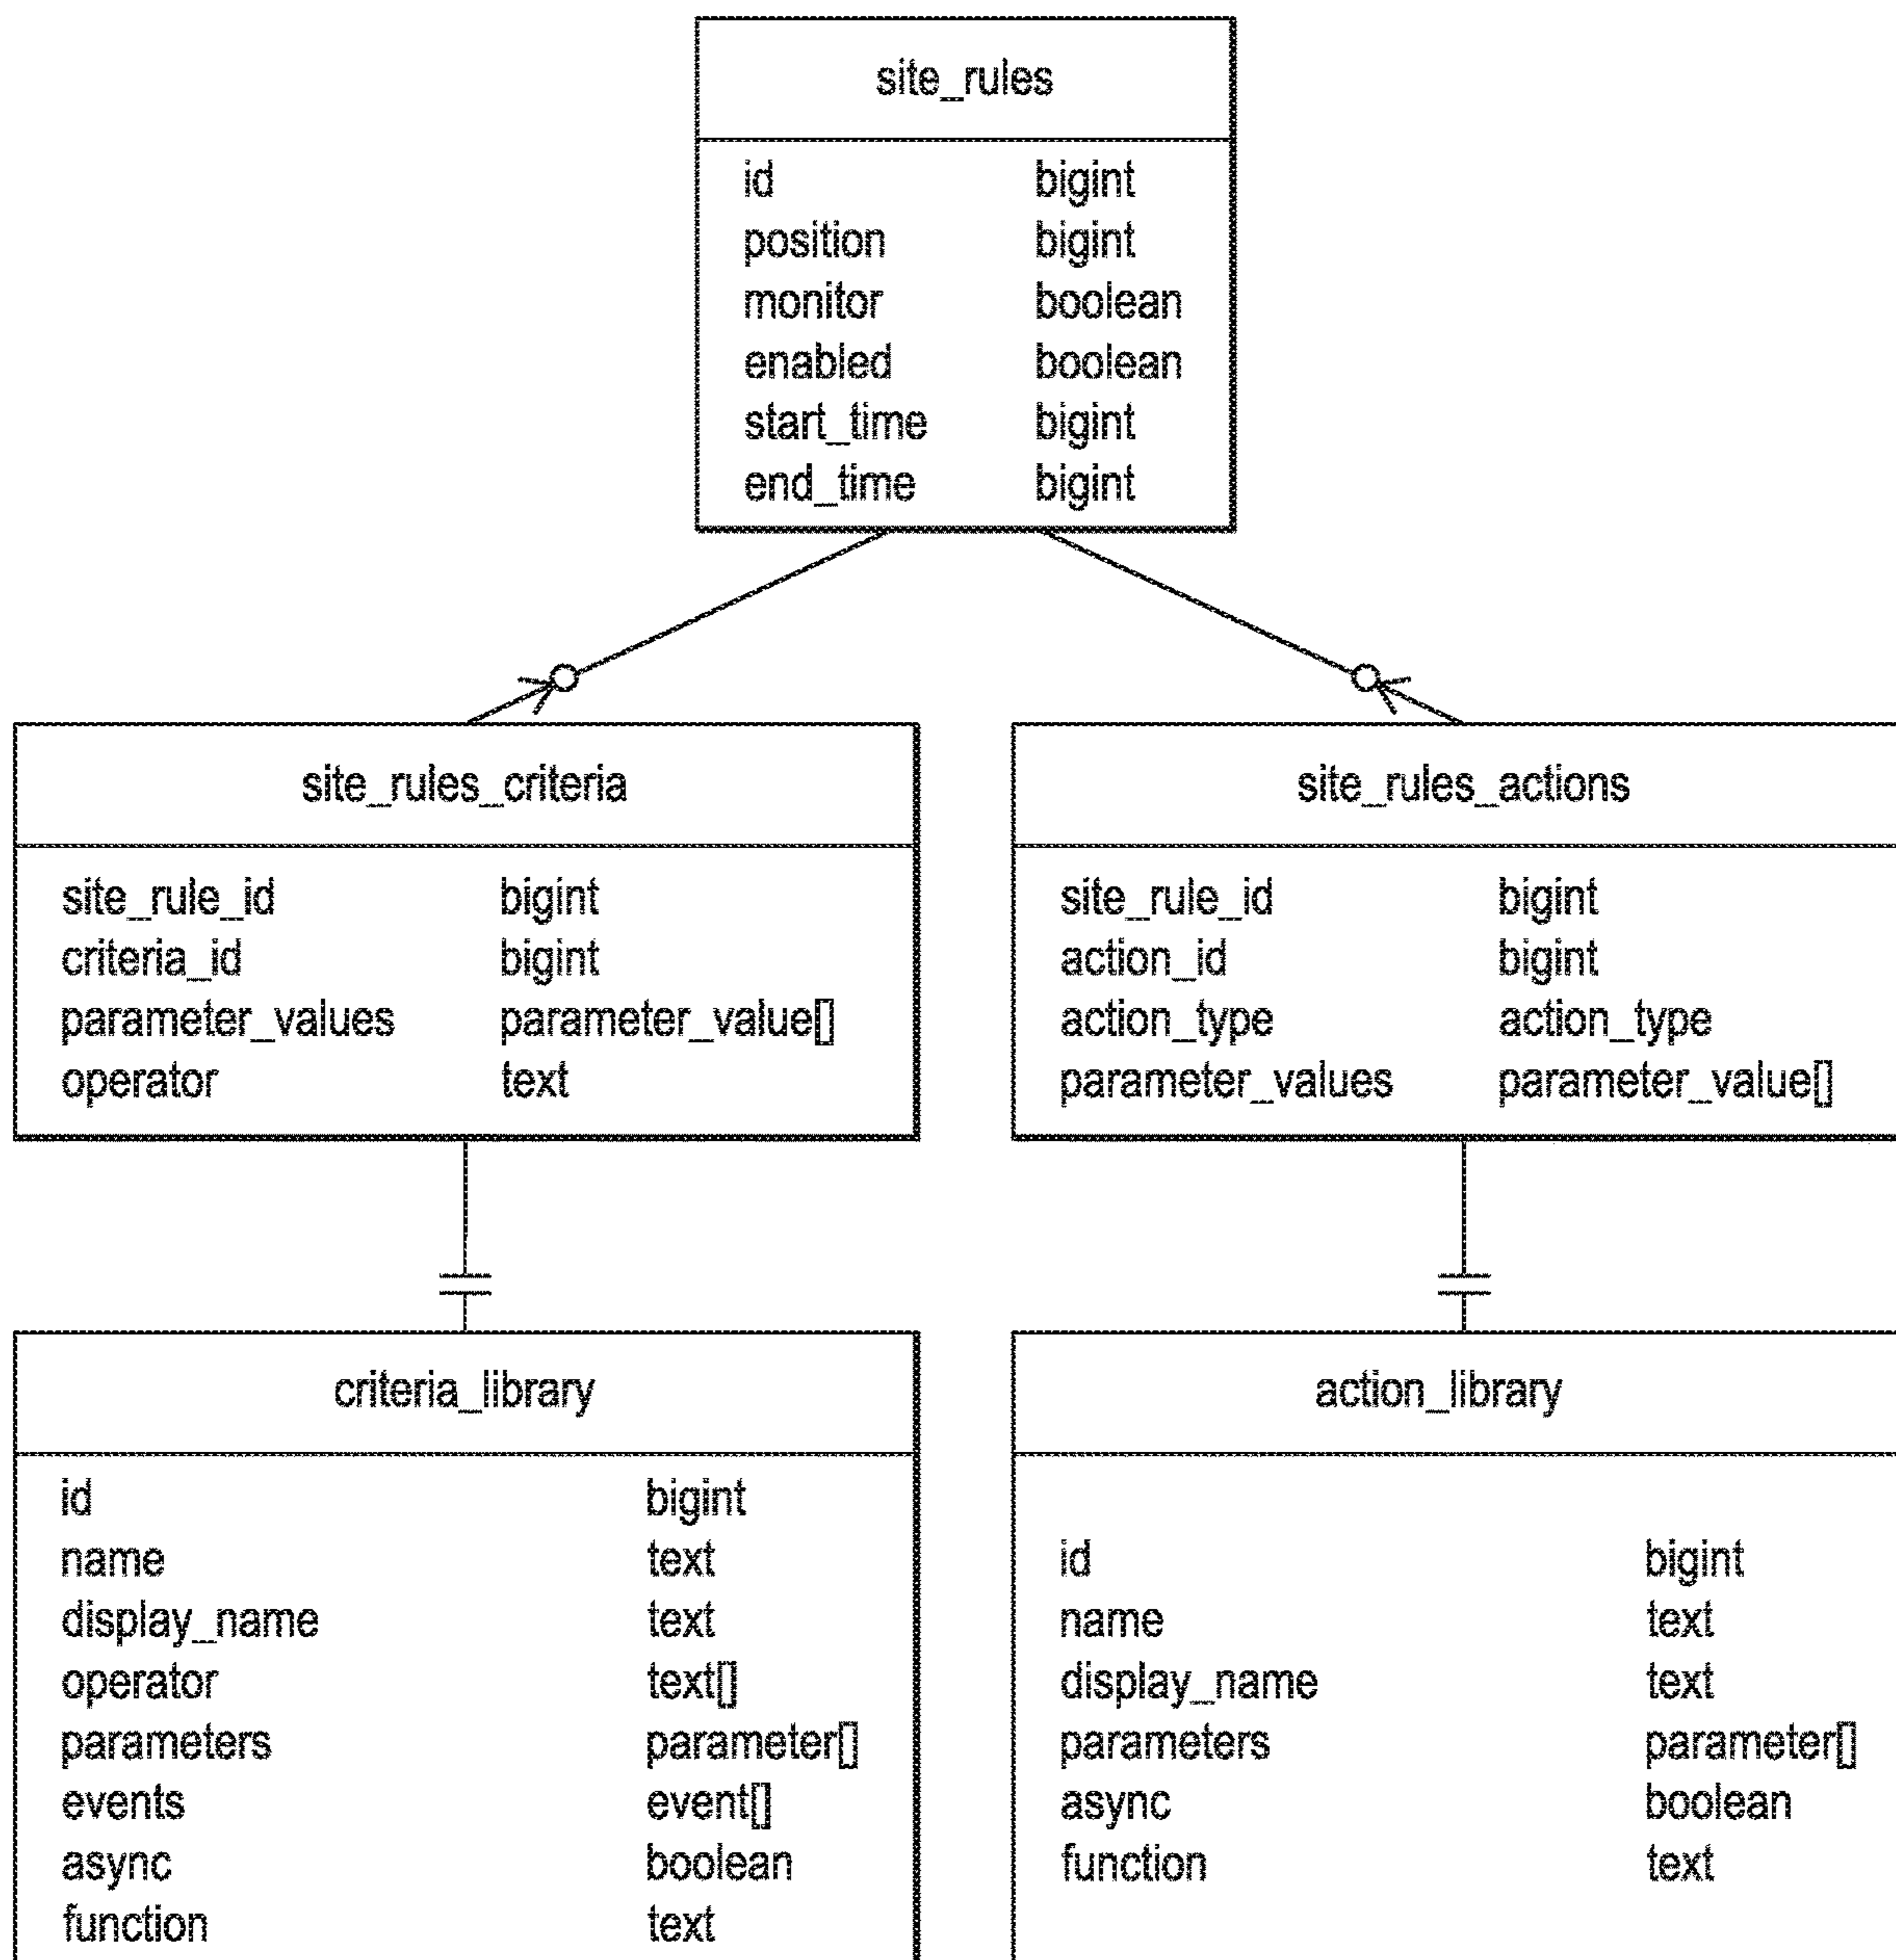 site_rules
id bigint
position bigint
monitor boolean
enabled boolean
start_time bigint
end_time bigint
site_rules_criteria
site_rule_id bigint
criteria_id bigint
parameter_values parameter_value[]
operator text
site_rules_actions
site_rule_id bigint
action_id bigint
action_type action_type
parameter_values parameter_value[]
criteria_library
id bigint
name text
display_name text
operator text[]
parameters parameter[]
events event[]
async boolean
function text
action_library
id bigint
name text
display_name text
parameters parameter[]
async boolean
function text